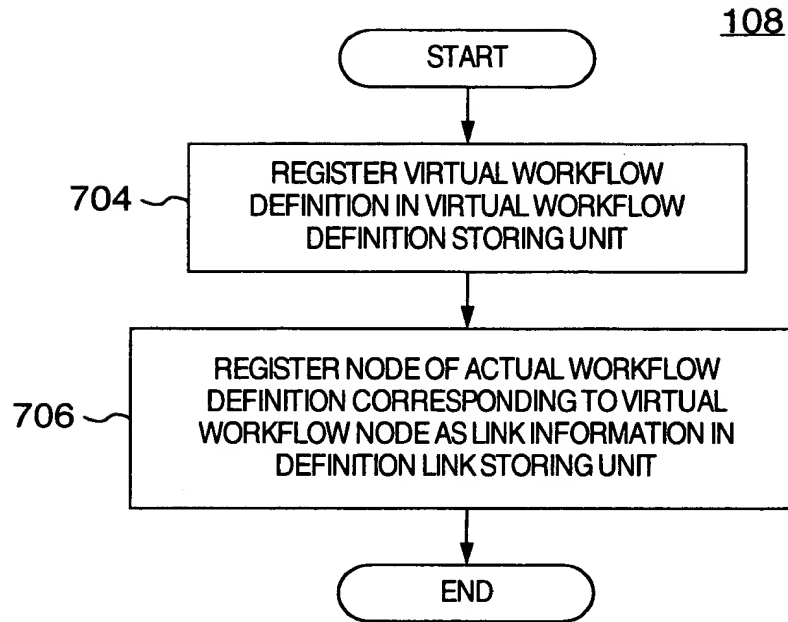 108
START
704
REGISTER VIRTUAL WORKFLOW
DEFINITION IN VIRTUAL WORKFLOW
DEFINITION STORING UNIT
706
REGISTER NODE OF ACTUAL WORKFLOW
DEFINITION CORRESPONDING TO VIRTUAL
WORKFLOW NODE AS LINK INFORMATION IN
DEFINITION LINK STORING UNIT
END